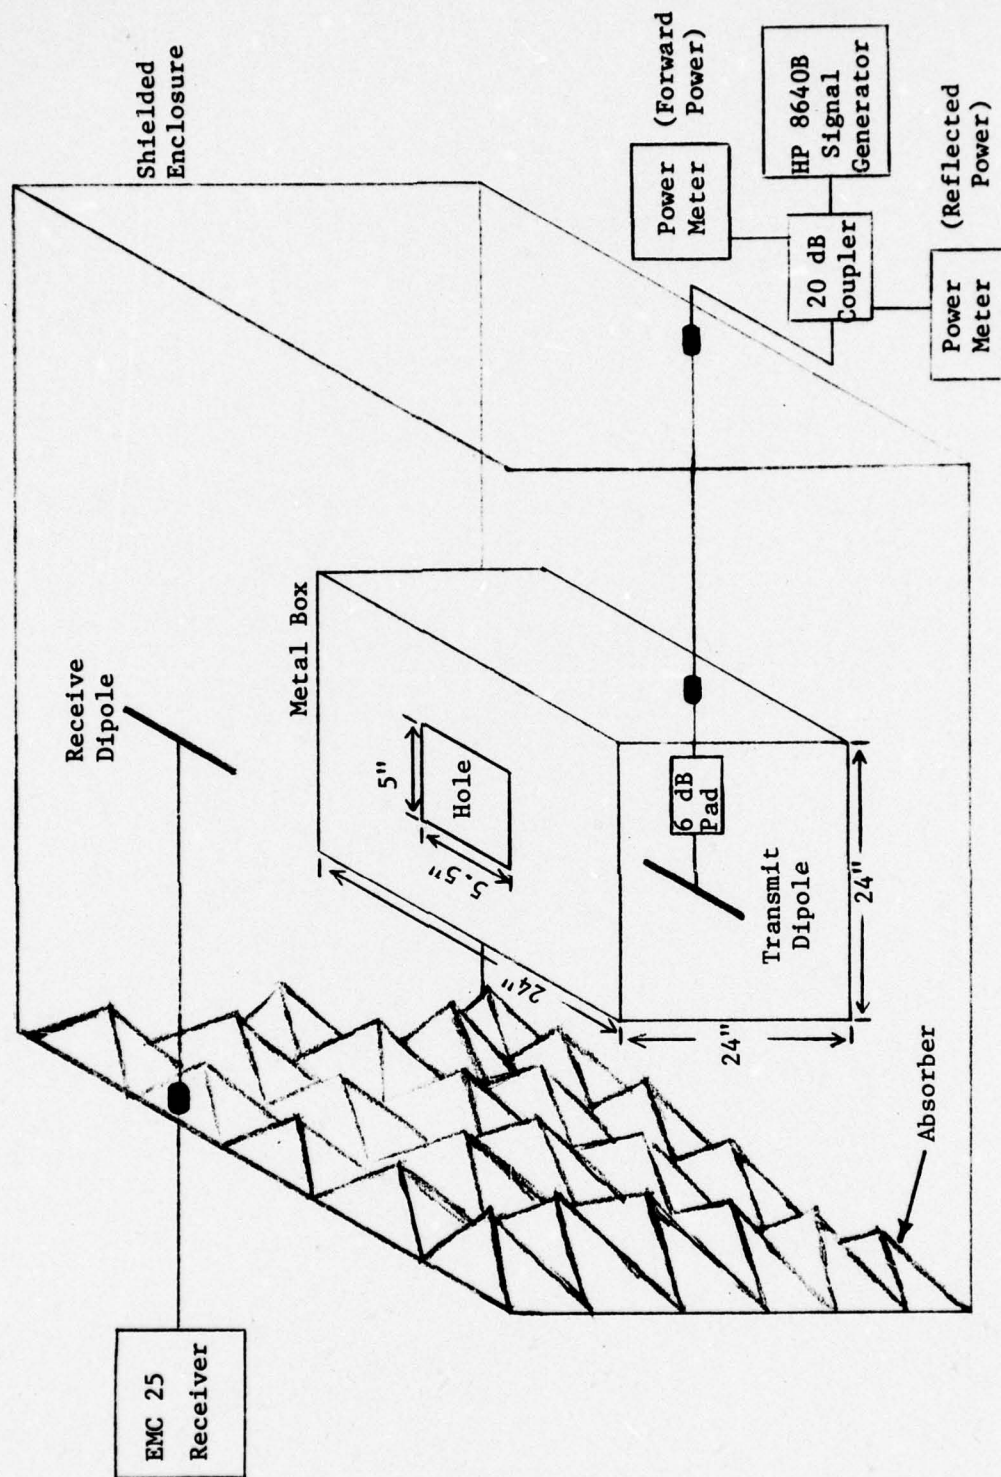 EMC 25
Receiver
Receive
Dipole
Shielded
Enclosure
Metal Box
5"
Hole
5.5"
24"
24"
24"
6 dB
Pad
Transmit
Dipole
Absorber
Power
Meter
(Forward
Power)
20 dB
Coupler
HP 8640B
Signal
Generator
Power
Meter
(Reflected
Power)